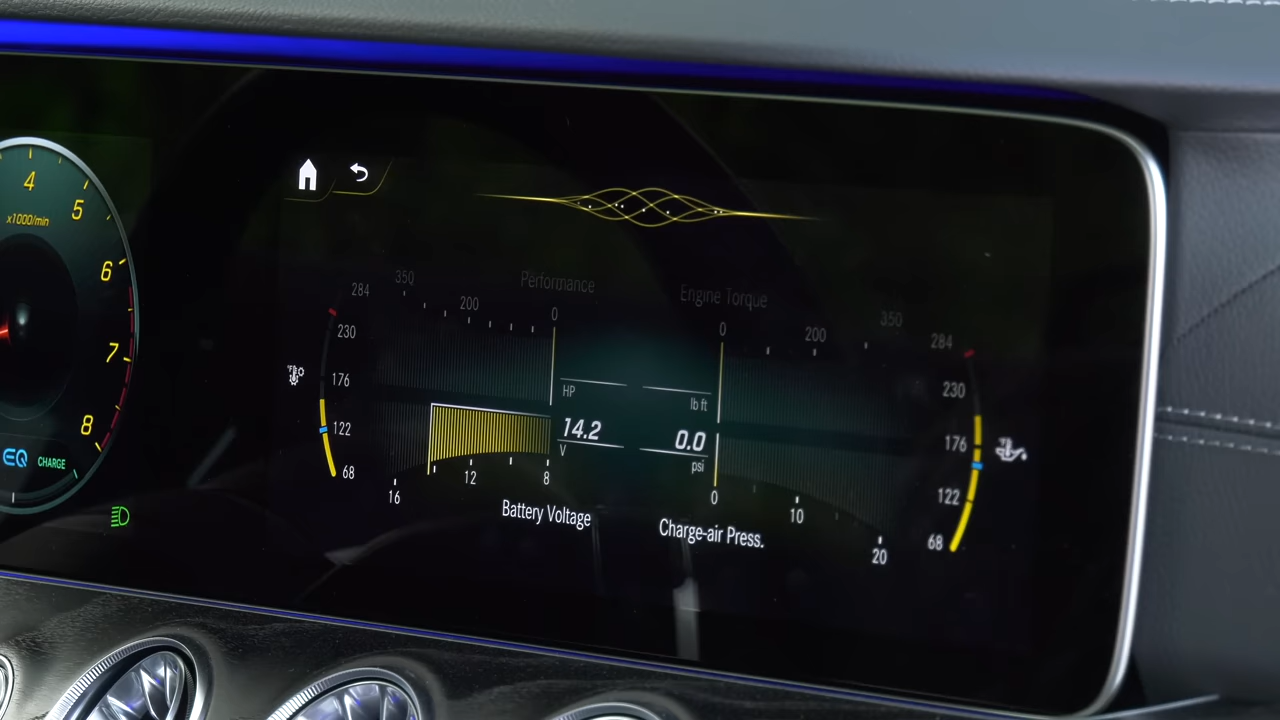 4
5
x1000/min
6
7
8
EQ CHARGE
Performance
Engine Torque
350
200
0
0
200
350
284
230
176
122
68
284
230
176
122
68
HP
lb ft
14.2
V
0.0
psi
16
12
8
0
10
20
Battery Voltage
Charge-air Press.